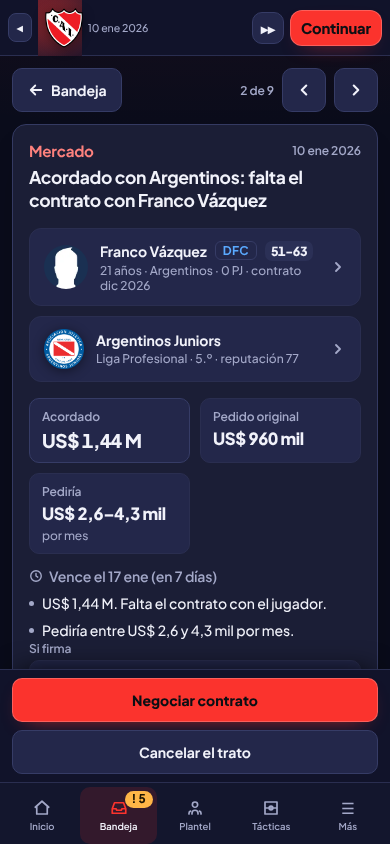 10 ene 2026
Continuar
Bandeja
2 de 9
Mercado
10 ene 2026
Acordado con Argentinos: falta el
contrato con Franco Vázquez
Franco Vázquez DFC 51-63
21 años · Argentinos · 0 PJ · contrato
dic 2026
Argentinos Juniors
Liga Profesional · 5.º · reputación 77
Acordado
US$ 1,44 M
Pedido original
US$ 960 mil
Pediría
US$ 2,6–4,3 mil
por mes
Vence el 17 ene (en 7 días)
US$ 1,44 M. Falta el contrato con el jugador.
Pediría entre US$ 2,6 y 4,3 mil por mes.
Si firma
Negociar contrato
Cancelar el trato
! 5
Inicio
Bandeja
Plantel
Tácticas
Más